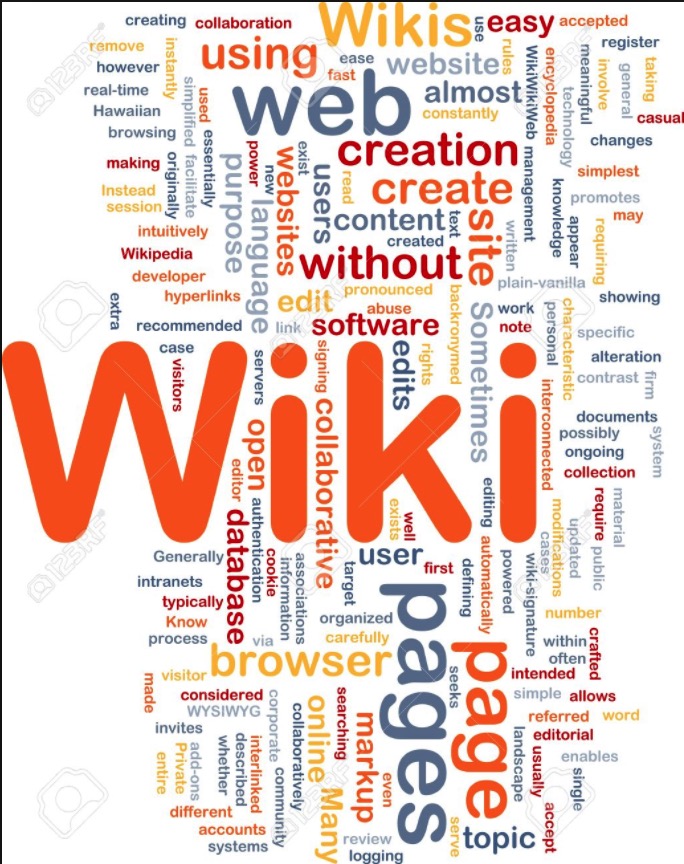 creating
collaboration
Wikis
use
easy
accepted
remove
instantly
using
ease
website
rules
WikiWikiWeb
encyclopedia
meaningful
register
however
fast
involve
general
taking
real-time
simplified
used
web
almost
technology
Hawaiian
constantly
casual
browsing
essentially
exist
creation
management
changes
making
originally
facilitate
purpose
power
new
websites
users
read
create
simplest
Instead
language
content
text
site
knowledge
promotes
session
created
written
appear
requiring
may
intuitively
without
Wikipedia
plain-vanilla
developer
pronounced
backronymed
hyperlinks
edit
abuse
Sometimes
work
personal
characteristic
showing
extra
recommended
link
software
note
specific
case
visitors
servers
signing
edits
rights
interconnected
alteration
contrast
firm
Wiki
collaborative
documents
open
possibly
system
editor
ongoing
collection
authentication
database
exists
well
editing
modifications
require
material
Generally
cookie
information
associations
user
automatically
cases
updated
public
intranets
target
first
defining
powered
wiki-signature
typically
Know
organized
pages
number
process
via
carefully
within
crafted
browser
seeks
page
often
made
visitor
intended
considered
corporate
collaboratively
online
searching
simple
allows
WYSIWYG
markup
referred
word
invites
landscape
editorial
entire
Private
add-ons
whether
described
interlinked
community
Many
even
usually
enables
single
different
accounts
review
serve
topic
accept
systems
logging
123RF